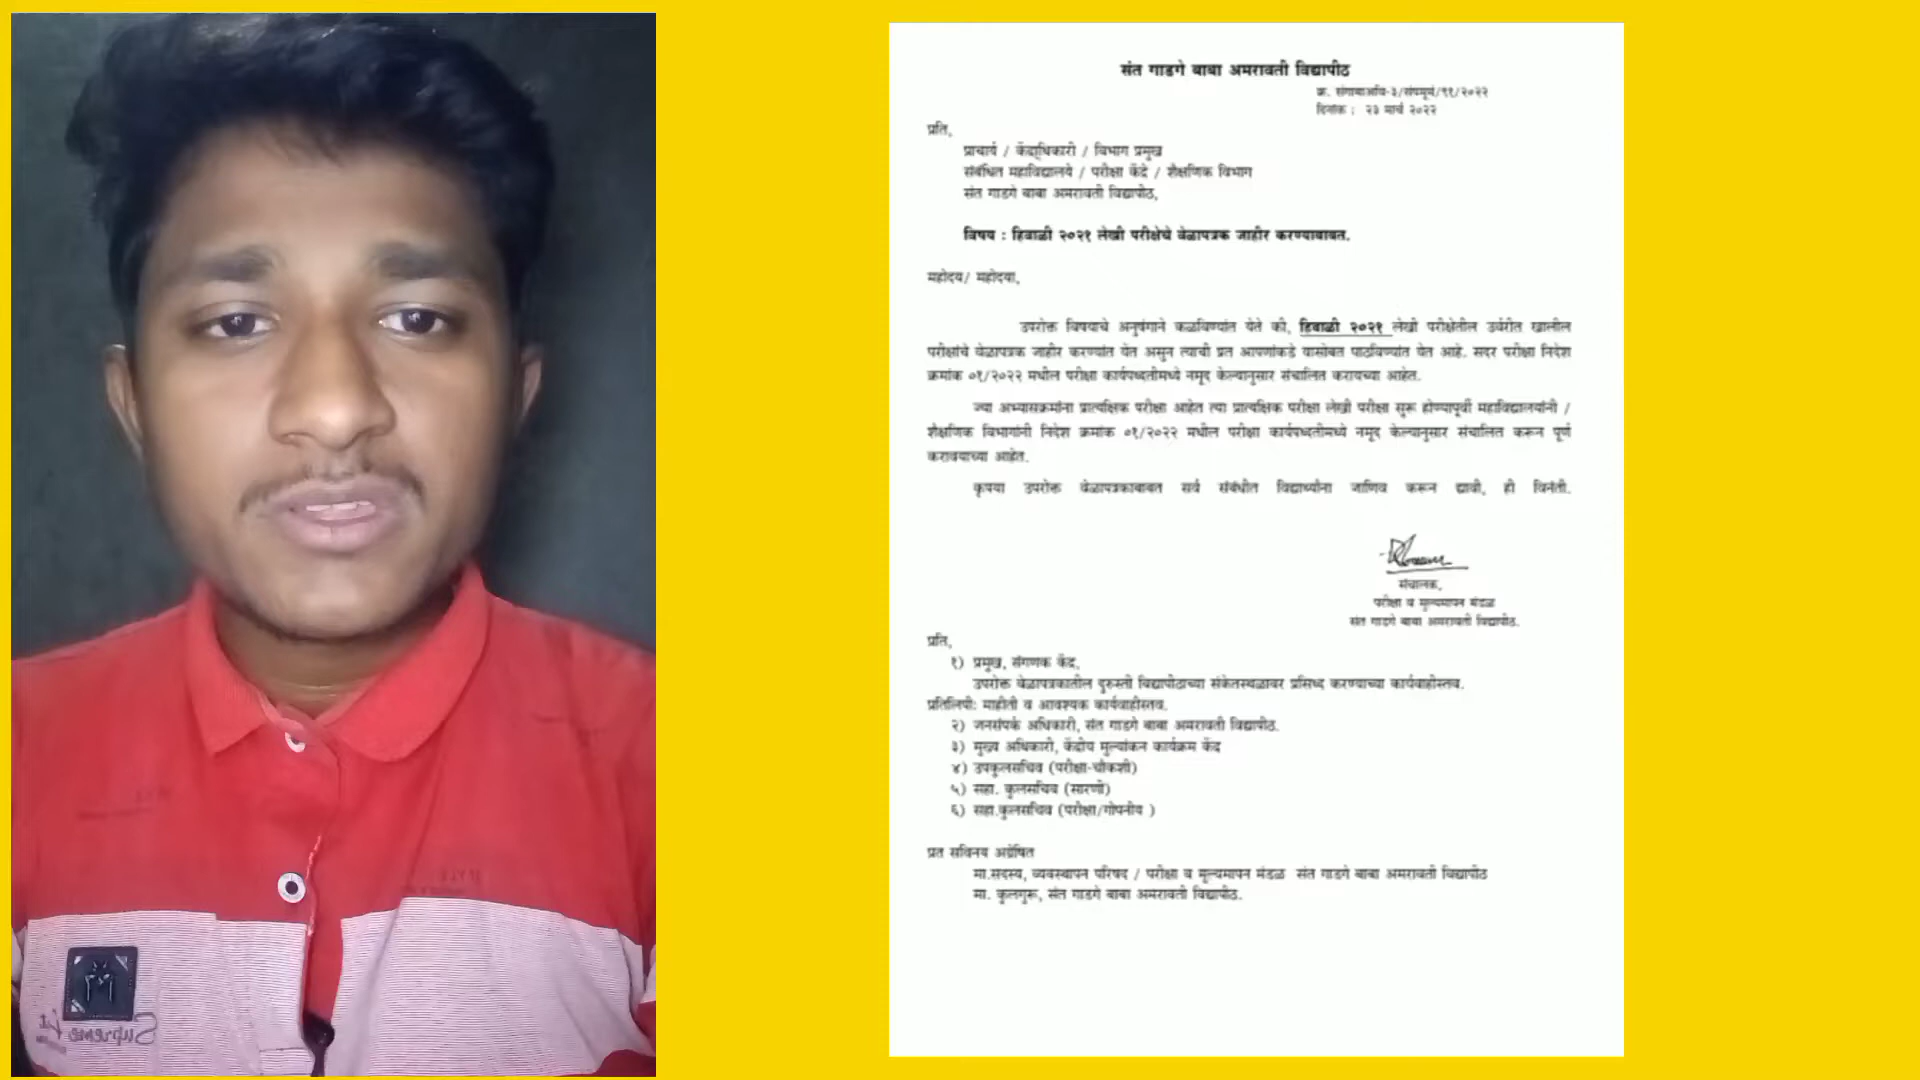 संत गाडगे बाबा अमरावती विद्यापीठ
क्र. संगाबाअवि-३/संपमूमं/९१/२०२२
दिनांक : २३ मार्च २०२२
प्रति,
प्राचार्य / केंद्राधिकारी / विभाग प्रमुख
संबंधित महाविद्यालये / परीक्षा केंद्रे / शैक्षणिक विभाग
संत गाडगे बाबा अमरावती विद्यापीठ,
विषय : हिवाळी २०२१ लेखी परीक्षेचे वेळापत्रक जाहीर करण्याबाबत.
महोदय/ महोदया,
उपरोक्त विषयाचे अनुषंगाने कळविण्यांत येते की, हिवाळी २०२१ लेखी परीक्षेतील उर्वरीत खालील
परीक्षांचे वेळापत्रक जाहीर करण्यांत येत असुन त्याची प्रत आपणांकडे यासोबत पाठविण्यांत येत आहे. सदर परीक्षा निदेश
क्रमांक ०१/२०२२ मधील परीक्षा कार्यपध्दतीमध्ये नमूद केल्यानुसार संचालित करायच्या आहेत.
ज्या अभ्यासक्रमांना प्रात्यक्षिक परीक्षा आहेत त्या प्रात्यक्षिक परीक्षा लेखी परीक्षा सुरू होण्यापूर्वी महाविद्यालयांनी /
शैक्षणिक विभागांनी निदेश क्रमांक ०१/२०२२ मधील परीक्षा कार्यपध्दतीमध्ये नमूद केल्यानुसार संचालित करून पूर्ण
करावयाच्या आहेत.
कृपया उपरोक्त वेळापत्रकाबाबत सर्व संबंधीत विद्यार्थ्यांना जाणिव करून द्यावी, ही विनंती.
संचालक,
परीक्षा व मुल्यमापन मंडळ
संत गाडगे बाबा अमरावती विद्यापीठ.
प्रति,
१) प्रमुख, संगणक केंद्र,
उपरोक्त वेळापत्रकातील दुरुस्ती विद्यापीठाच्या संकेतस्थळावर प्रसिध्द करण्याच्या कार्यवाहीस्तव.
प्रतिलिपी: माहीती व आवश्यक कार्यवाहीस्तव.
२) जनसंपर्क अधिकारी, संत गाडगे बाबा अमरावती विद्यापीठ.
३) मुख्य अधिकारी, केंद्रीय मुल्यांकन कार्यक्रम केंद्र
४) उपकुलसचिव (परीक्षा-चौकशी)
५) सहा. कुलसचिव (सारणी)
६) सहा.कुलसचिव (परीक्षा/गोपनीय )
प्रत सविनय अग्रेषित
मा.सदस्य, व्यवस्थापन परिषद / परीक्षा व मूल्यमापन मंडळ संत गाडगे बाबा अमरावती विद्यापीठ
मा. कुलगुरू, संत गाडगे बाबा अमरावती विद्यापीठ.
Supreme